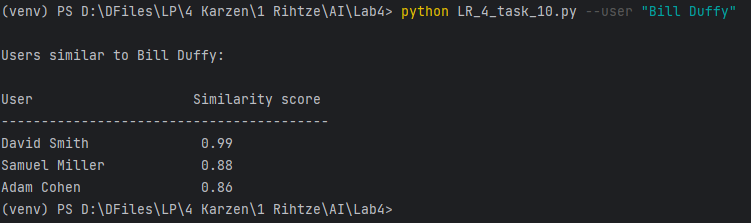 (venv) PS D:\DFiles\LP\4 Karzen\1 Rihtze\AI\Lab4> python LR_4_task_10.py --user "Bill Duffy"
Users similar to Bill Duffy:
User                    Similarity score
-----------------------------------------
David Smith              0.99
Samuel Miller            0.88
Adam Cohen               0.86
(venv) PS D:\DFiles\LP\4 Karzen\1 Rihtze\AI\Lab4>